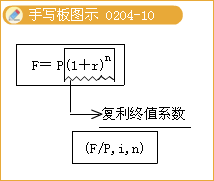 手写板图示 0204-10
F＝ P(1＋r)ⁿ
复利终值系数
(F/P,i,n)